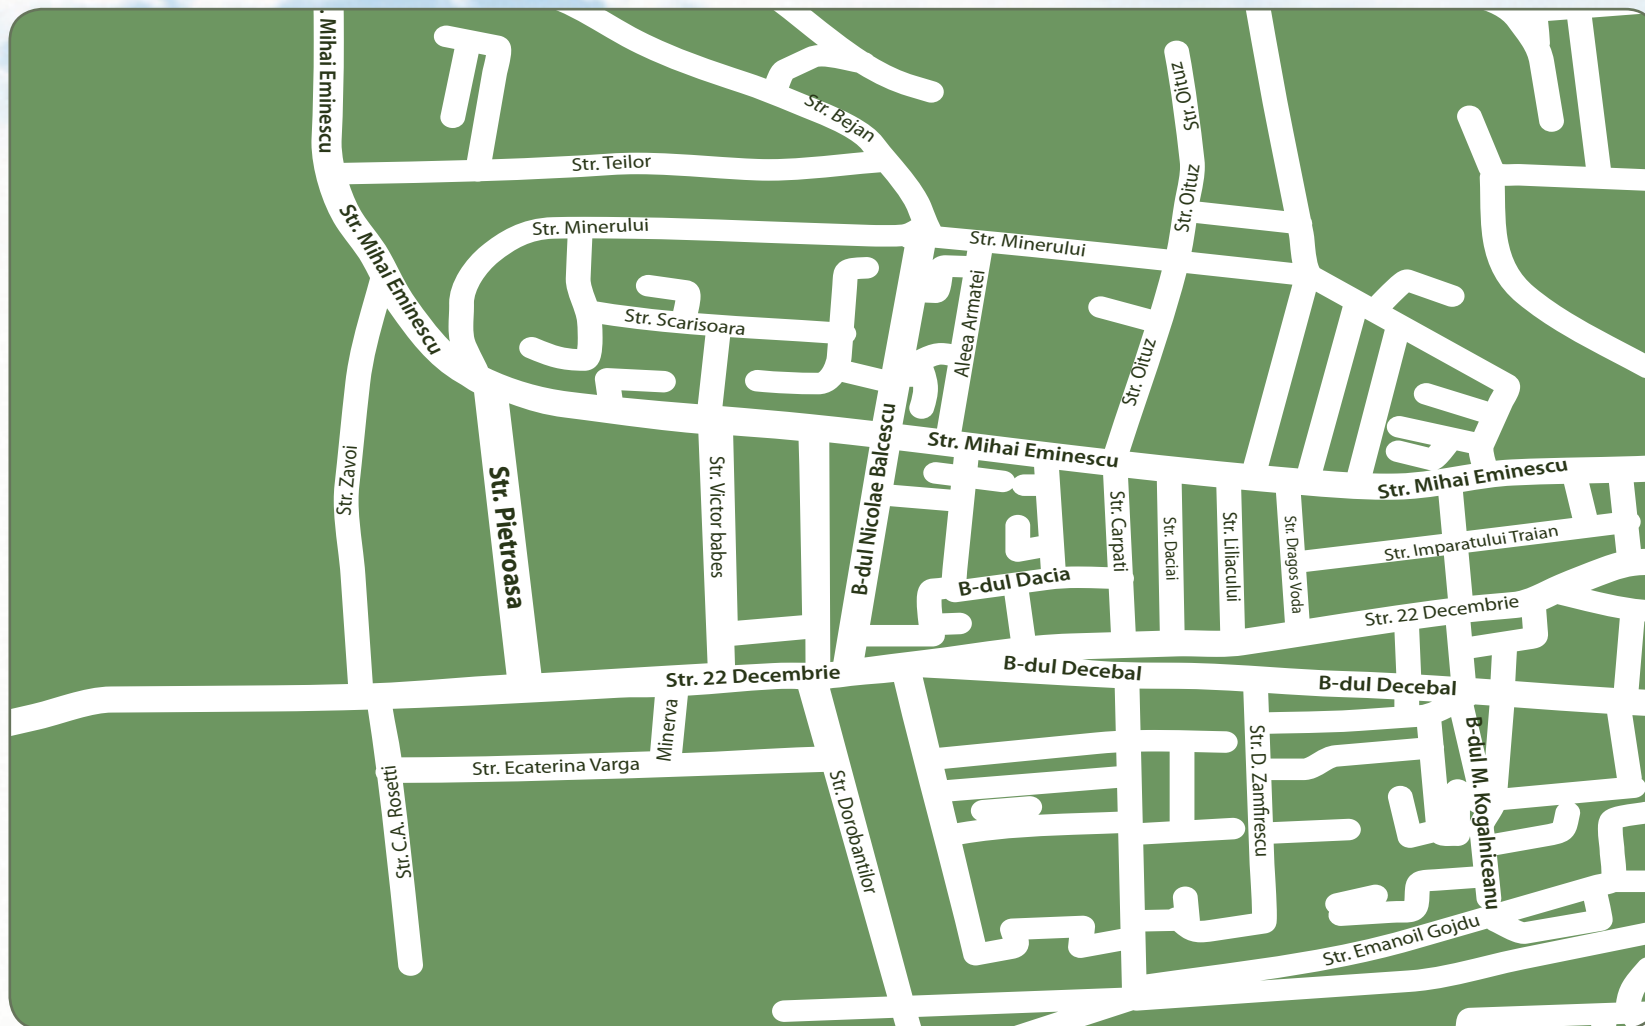 . Mihai Eminescu
Str. Oituz
Str. Bejan
Str. Teilor
Str. Oituz
Str. Mihai Eminescu
Str. Minerului
Str. Minerului
Aleea Armatei
Str. Scarisoara
Str. Oituz
B-dul Nicolae Balcescu
Str. Mihai Eminescu
Str. Mihai Eminescu
Str. Zavoi
Str. Pietroasa
Str. Victor babes
Str. Carpati
Str. Daciai
Str. Liliacului
Str. Dragos Voda
Str. Imparatului Traian
B-dul Dacia
Str. 22 Decembrie
Str. 22 Decembrie
B-dul Decebal
B-dul Decebal
Minerva
Str. Ecaterina Varga
Str. C.A. Rosetti
Str. Dorobantilor
Str. D. Zamfirescu
B-dul M. Kogalniceanu
Str. Emanoil Gojdu